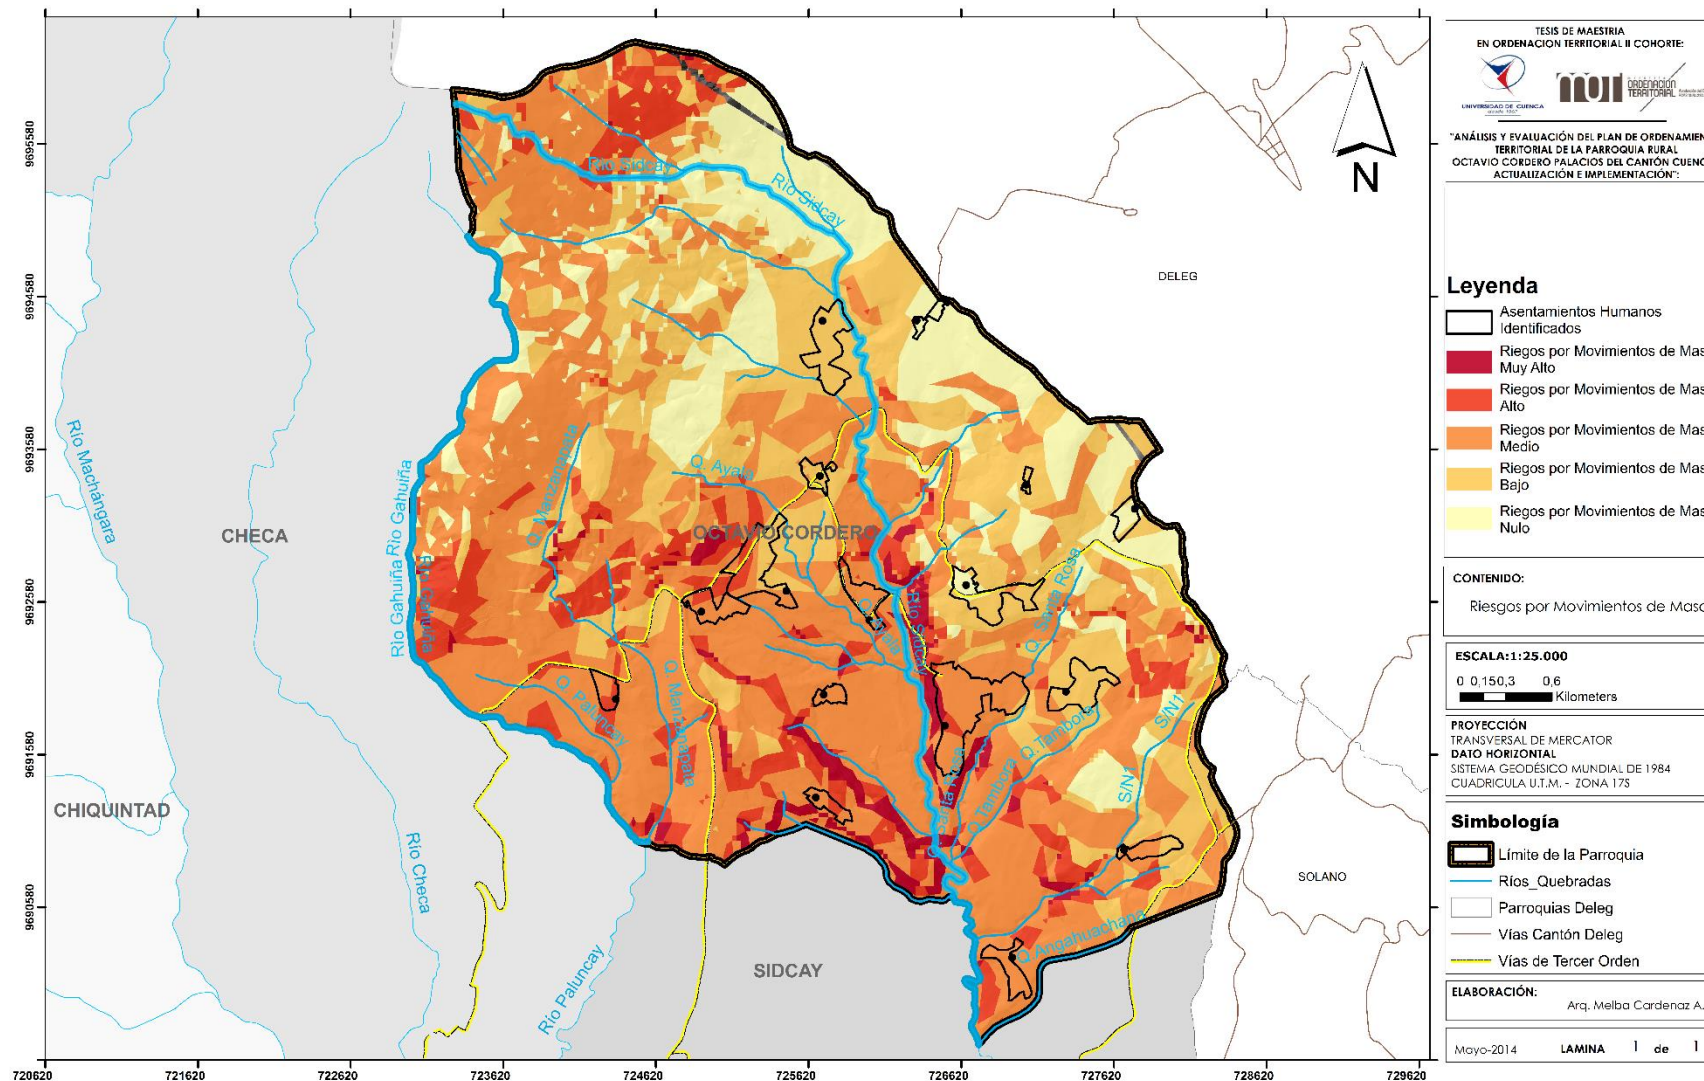 TESIS DE MAESTRIA
EN ORDENACION TERRITORIAL II COHORTE:
UNIVERSIDAD DE CUENCA
MOT
ORDENACION
TERRITORIAL
"ANÁLISIS Y EVALUACIÓN DEL PLAN DE ORDENAMIEN
TERRITORIAL DE LA PARROQUIA RURAL
OCTAVIO CORDERO PALACIOS DEL CANTÓN CUENC
ACTUALIZACIÓN E IMPLEMENTACIÓN":
Leyenda
Asentamientos Humanos
Identificados
Riegos por Movimientos de Mas
Muy Alto
Riegos por Movimientos de Mas
Alto
Riegos por Movimientos de Mas
Medio
Riegos por Movimientos de Mas
Bajo
Riegos por Movimientos de Mas
Nulo
CONTENIDO:
Riesgos por Movimientos de Masa
ESCALA:1:25.000
0 0,150,3 0,6
Kilometers
PROYECCIÓN
TRANSVERSAL DE MERCATOR
DATO HORIZONTAL
SISTEMA GEODÉSICO MUNDIAL DE 1984
CUADRICULA U.T.M. - ZONA 17S
Simbología
Límite de la Parroquia
Ríos_Quebradas
Parroquias Deleg
Vías Cantón Deleg
Vías de Tercer Orden
ELABORACIÓN:
Arq. Melba Cardenaz A.
Mayo-2014 LAMINA 1 de 1
N
DELEG
SOLANO
CHECA
CHIQUINTAD
SIDCAY
OCTAVIO CORDERO
Río Sidcay
Río Sidcay
Río Sidcay
Río Machángara
Río Gahuiña
Río Gahuiña
Río Gahuiña
Q. Manzanapata
Q. Manzanapata
Q. Ayala
Q. Ayala
Q. Santa Rosa
Q. Santa Rosa
Q. Paluncay
Q. Tambora
Q. Tambora
S/N1
S/N1
Q. Angahuachana
Río Checa
Río Paluncay
9695580
9694580
9693580
9692580
9691580
9690580
720620
721620
722620
723620
724620
725620
726620
727620
728620
729620